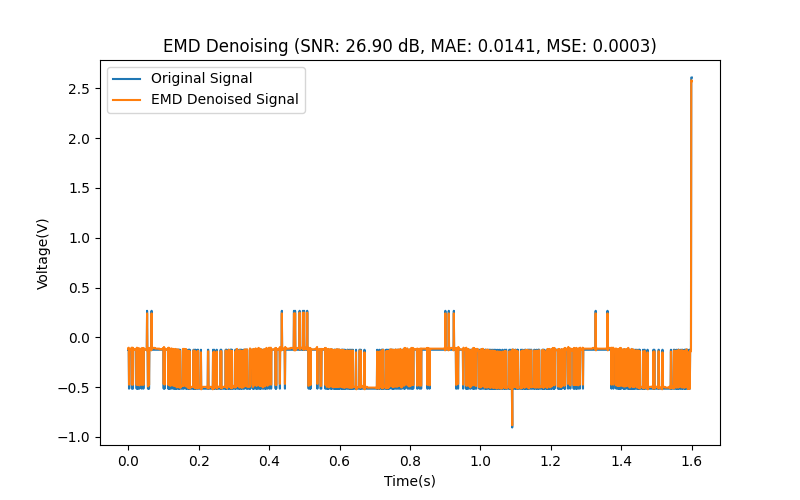 EMD Denoising (SNR: 26.90 dB, MAE: 0.0141, MSE: 0.0003)
Original Signal
EMD Denoised Signal
2.5
2.0
1.5
1.0
0.5
0.0
−0.5
−1.0
Voltage(V)
0.0 0.2 0.4 0.6 0.8 1.0 1.2 1.4 1.6
Time(s)